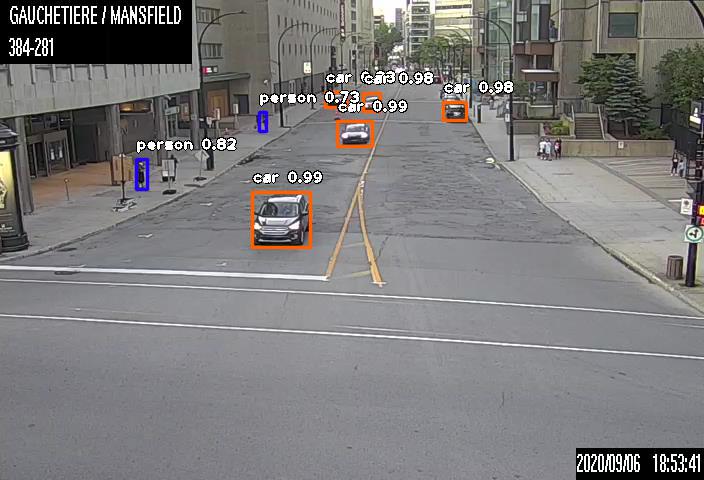 GAUCHETIERE / MANSFIELD
384-281
car 0.98
car 0.98
person 0.73
car 0.99
person 0.82
car 0.99
2020/09/06 18:53:41